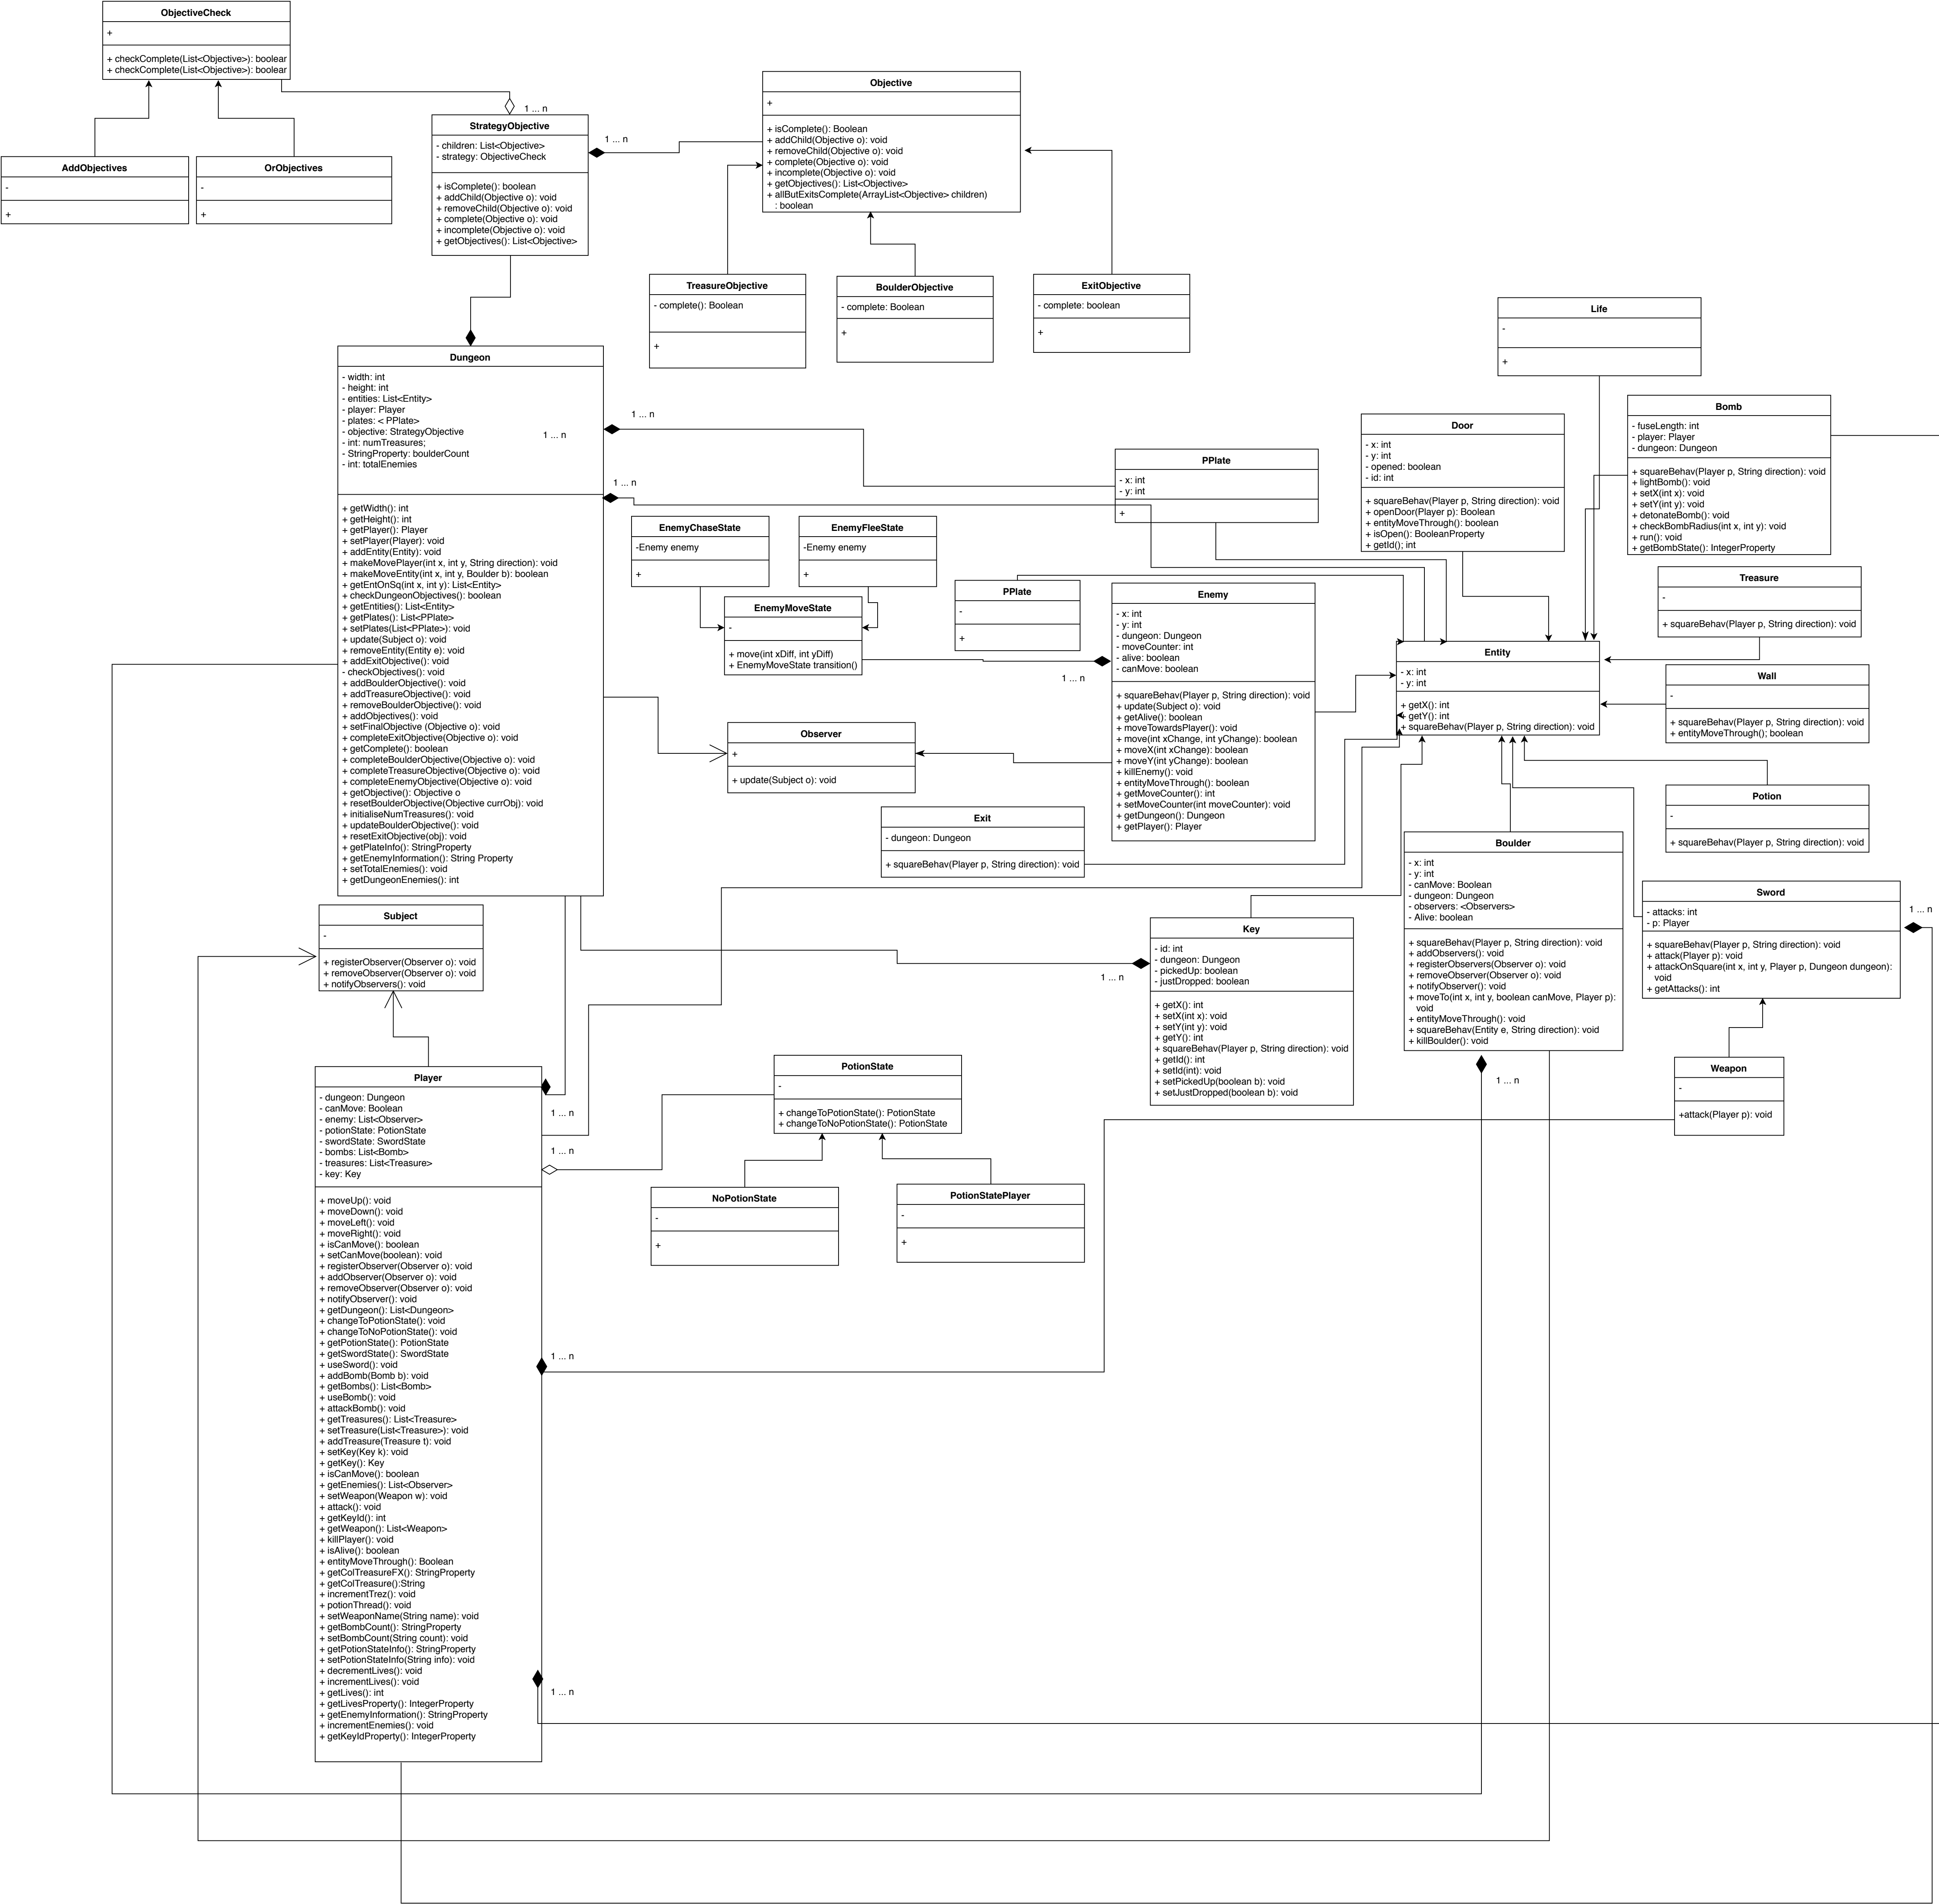 ObjectiveCheck
+
+ checkComplete(List<Objective>): boolear
+ checkComplete(List<Objective>): boolear
AddObjectives
-
+
OrObjectives
-
+
1 ... n
StrategyObjective
- children: List<Objective>
- strategy: ObjectiveCheck
+ isComplete(): boolean
+ addChild(Objective o): void
+ removeChild(Objective o): void
+ complete(Objective o): void
+ incomplete(Objective o): void
+ getObjectives(): List<Objective>
1 ... n
Objective
+
+ isComplete(): Boolean
+ addChild(Objective o): void
+ removeChild(Objective o): void
+ complete(Objective o): void
+ incomplete(Objective o): void
+ getObjectives(): List<Objective>
+ allButExitsComplete(ArrayList<Objective> children)
: boolean
TreasureObjective
- complete(): Boolean
+
BoulderObjective
- complete: Boolean
+
ExitObjective
- complete: boolean
+
Dungeon
- width: int
- height: int
- entities: List<Entity>
- player: Player
- plates: < PPlate>
- objective: StrategyObjective
- int: numTreasures;
- StringProperty: boulderCount
- int: totalEnemies
1 ... n
+ getWidth(): int
+ getHeight(): int
+ getPlayer(): Player
+ setPlayer(Player): void
+ addEntity(Entity): void
+ makeMovePlayer(int x, int y, String direction): void
+ makeMoveEntity(int x, int y, Boulder b): boolean
+ getEntOnSq(int x, int y): List<Entity>
+ checkDungeonObjectives(): boolean
+ getEntities(): List<Entity>
+ getPlates(): List<PPlate>
+ setPlates(List<PPlate>): void
+ update(Subject o): void
+ removeEntity(Entity e): void
+ addExitObjective(): void
- checkObjectives(): void
+ addBoulderObjective(): void
+ addTreasureObjective(): void
+ removeBoulderObjective(): void
+ addObjectives(): void
+ setFinalObjective (Objective o): void
+ completeExitObjective(Objective o): void
+ getComplete(): boolean
+ completeBoulderObjective(Objective o): void
+ completeTreasureObjective(Objective o): void
+ completeEnemyObjective(Objective o): void
+ getObjective(): Objective o
+ resetBoulderObjective(Objective currObj): void
+ initialiseNumTreasures(): void
+ updateBoulderObjective(): void
+ resetExitObjective(obj): void
+ getPlateInfo(): StringProperty
+ getEnemyInformation(): String Property
+ setTotalEnemies(): void
+ getDungeonEnemies(): int
1 ... n
1 ... n
EnemyChaseState
-Enemy enemy
+
EnemyFleeState
-Enemy enemy
+
EnemyMoveState
-
+ move(int xDiff, int yDiff)
+ EnemyMoveState transition()
1 ... n
Observer
+
+ update(Subject o): void
PPlate
- x: int
- y: int
+
PPlate
-
+
Enemy
- x: int
- y: int
- dungeon: Dungeon
- moveCounter: int
- alive: boolean
- canMove: boolean
+ squareBehav(Player p, String direction): void
+ update(Subject o): void
+ getAlive(): boolean
+ moveTowardsPlayer(): void
+ move(int xChange, int yChange): boolean
+ moveX(int xChange): boolean
+ moveY(int yChange): boolean
+ killEnemy(): void
+ entityMoveThrough(): boolean
+ getMoveCounter(): int
+ setMoveCounter(int moveCounter): void
+ getDungeon(): Dungeon
+ getPlayer(): Player
Exit
- dungeon: Dungeon
+ squareBehav(Player p, String direction): void
Life
-
+
Door
- x: int
- y: int
- opened: boolean
- id: int
+ squareBehav(Player p, String direction): void
+ openDoor(Player p): Boolean
+ entityMoveThrough(): boolean
+ isOpen(): BooleanProperty
+ getId(); int
Bomb
- fuseLength: int
- player: Player
- dungeon: Dungeon
+ squareBehav(Player p, String direction): void
+ lightBomb(): void
+ setX(int x): void
+ setY(int y): void
+ detonateBomb(): void
+ checkBombRadius(int x, int y): void
+ run(): void
+ getBombState(): IntegerProperty
Treasure
-
+ squareBehav(Player p, String direction): void
Entity
- x: int
- y: int
+ getX(): int
+ getY(): int
+ squareBehav(Player p, String direction): void
Wall
-
+ squareBehav(Player p, String direction): void
+ entityMoveThrough(); boolean
Potion
-
+ squareBehav(Player p, String direction): void
Boulder
- x: int
- y: int
- canMove: Boolean
- dungeon: Dungeon
- observers: <Observers>
- Alive: boolean
+ squareBehav(Player p, String direction): void
+ addObservers(): void
+ registerObservers(Observer o): void
+ removeObserver(Observer o): void
+ notifyObserver(): void
+ moveTo(int x, int y, boolean canMove, Player p):
void
+ entityMoveThrough(): void
+ squareBehav(Entity e, String direction): void
+ killBoulder(): void
1 ... n
Sword
- attacks: int
- p: Player
+ squareBehav(Player p, String direction): void
+ attack(Player p): void
+ attackOnSquare(int x, int y, Player p, Dungeon dungeon):
void
+ getAttacks(): int
1 ... n
Weapon
-
+attack(Player p): void
Key
- id: int
- dungeon: Dungeon
- pickedUp: boolean
- justDropped: boolean
+ getX(): int
+ setX(int x): void
+ setY(int y): void
+ getY(): int
+ squareBehav(Player p, String direction): void
+ getId(): int
+ setId(int): void
+ setPickedUp(boolean b): void
+ setJustDropped(boolean b): void
1 ... n
Subject
-
+ registerObserver(Observer o): void
+ removeObserver(Observer o): void
+ notifyObservers(): void
PotionState
-
+ changeToPotionState(): PotionState
+ changeToNoPotionState(): PotionState
NoPotionState
-
+
PotionStatePlayer
-
+
Player
- dungeon: Dungeon
- canMove: Boolean
- enemy: List<Observer>
- potionState: PotionState
- swordState: SwordState
- bombs: List<Bomb>
- treasures: List<Treasure>
- key: Key
1 ... n
1 ... n
+ moveUp(): void
+ moveDown(): void
+ moveLeft(): void
+ moveRight(): void
+ isCanMove(): boolean
+ setCanMove(boolean): void
+ registerObserver(Observer o): void
+ addObserver(Observer o): void
+ removeObserver(Observer o): void
+ notifyObserver(): void
+ getDungeon(): List<Dungeon>
+ changeToPotionState(): void
+ changeToNoPotionState(): void
+ getPotionState(): PotionState
+ getSwordState(): SwordState
+ useSword(): void
+ addBomb(Bomb b): void
+ getBombs(): List<Bomb>
+ useBomb(): void
+ attackBomb(): void
+ getTreasures(): List<Treasure>
+ setTreasure(List<Treasure>): void
+ addTreasure(Treasure t): void
+ setKey(Key k): void
+ getKey(): Key
+ isCanMove(): boolean
+ getEnemies(): List<Observer>
+ setWeapon(Weapon w): void
+ attack(): void
+ getKeyId(): int
+ getWeapon(): List<Weapon>
+ killPlayer(): void
+ isAlive(): boolean
+ entityMoveThrough(): Boolean
+ getColTreasureFX(): StringProperty
+ getColTreasure():String
+ incrementTrez(): void
+ potionThread(): void
+ setWeaponName(String name): void
+ getBombCount(): StringProperty
+ setBombCount(String count): void
+ getPotionStateInfo(): StringProperty
+ setPotionStateInfo(String info): void
+ decrementLives(): void
+ incrementLives(): void
+ getLives(): int
+ getLivesProperty(): IntegerProperty
+ getEnemyInformation(): StringProperty
+ incrementEnemies(): void
+ getKeyIdProperty(): IntegerProperty
1 ... n
1 ... n